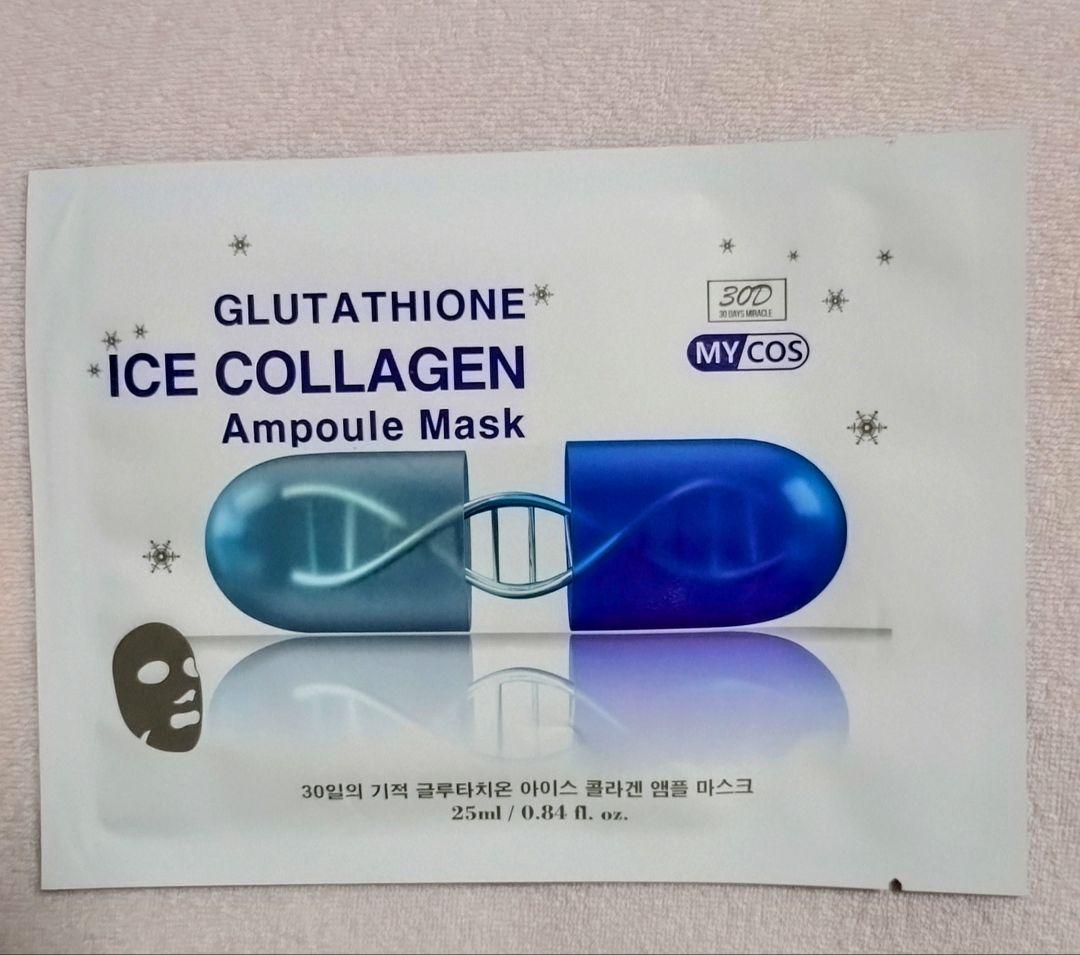 GLUTATHIONE
ICE COLLAGEN
Ampoule Mask
30D
30 DAYS MIRACLE
MY/COS
30일의 기적 글루타치온 아이스 콜라겐 앰플 마스크
25ml / 0.84 fl. oz.